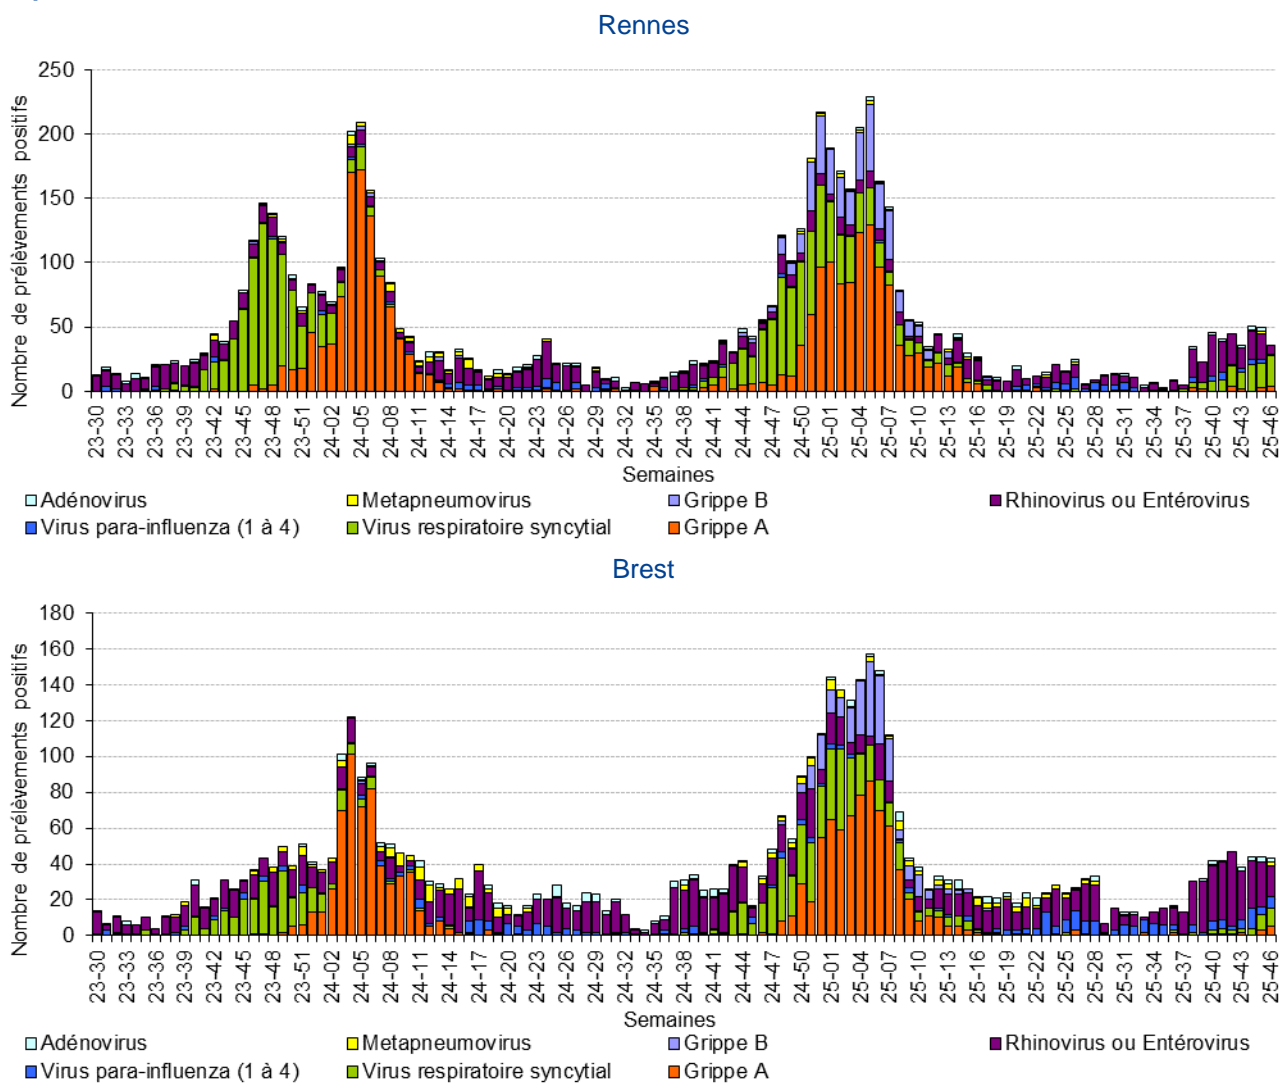 Rennes
Nombre de prélèvements positifs
250
200
150
100
50
0
23-30 23-33 23-36 23-39 23-42 23-45 23-48 23-51 24-02 24-05 24-08 24-11 24-14 24-17 24-20 24-23 24-26 24-29 24-32 24-35 24-38 24-41 24-44 24-47 24-50 25-01 25-04 25-07 25-10 25-13 25-16 25-19 25-22 25-25 25-28 25-31 25-34 25-37 25-40 25-43 25-46
Semaines
Adénovirus Metapneumovirus Grippe B Rhinovirus ou Entérovirus
Virus para-influenza (1 à 4) Virus respiratoire syncytial Grippe A
Brest
Nombre de prélèvements positifs
180
160
140
120
100
80
60
40
20
0
23-30 23-33 23-36 23-39 23-42 23-45 23-48 23-51 24-02 24-05 24-08 24-11 24-14 24-17 24-20 24-23 24-26 24-29 24-32 24-35 24-38 24-41 24-44 24-47 24-50 25-01 25-04 25-07 25-10 25-13 25-16 25-19 25-22 25-25 25-28 25-31 25-34 25-37 25-40 25-43 25-46
Semaines
Adénovirus Metapneumovirus Grippe B Rhinovirus ou Entérovirus
Virus para-influenza (1 à 4) Virus respiratoire syncytial Grippe A